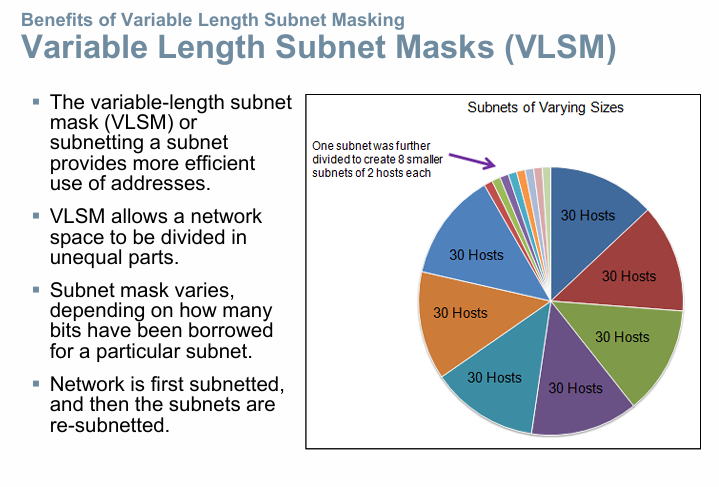 Benefits of Variable Length Subnet Masking
Variable Length Subnet Masks (VLSM)
▪ The variable-length subnet
mask (VLSM) or
subnetting a subnet
provides more efficient
use of addresses.
▪ VLSM allows a network
space to be divided in
unequal parts.
▪ Subnet mask varies,
depending on how many
bits have been borrowed
for a particular subnet.
▪ Network is first subnetted,
and then the subnets are
re-subnetted.
Subnets of Varying Sizes
One subnet was further
divided to create 8 smaller
subnets of 2 hosts each
30 Hosts
30 Hosts
30 Hosts
30 Hosts
30 Hosts
30 Hosts
30 Hosts